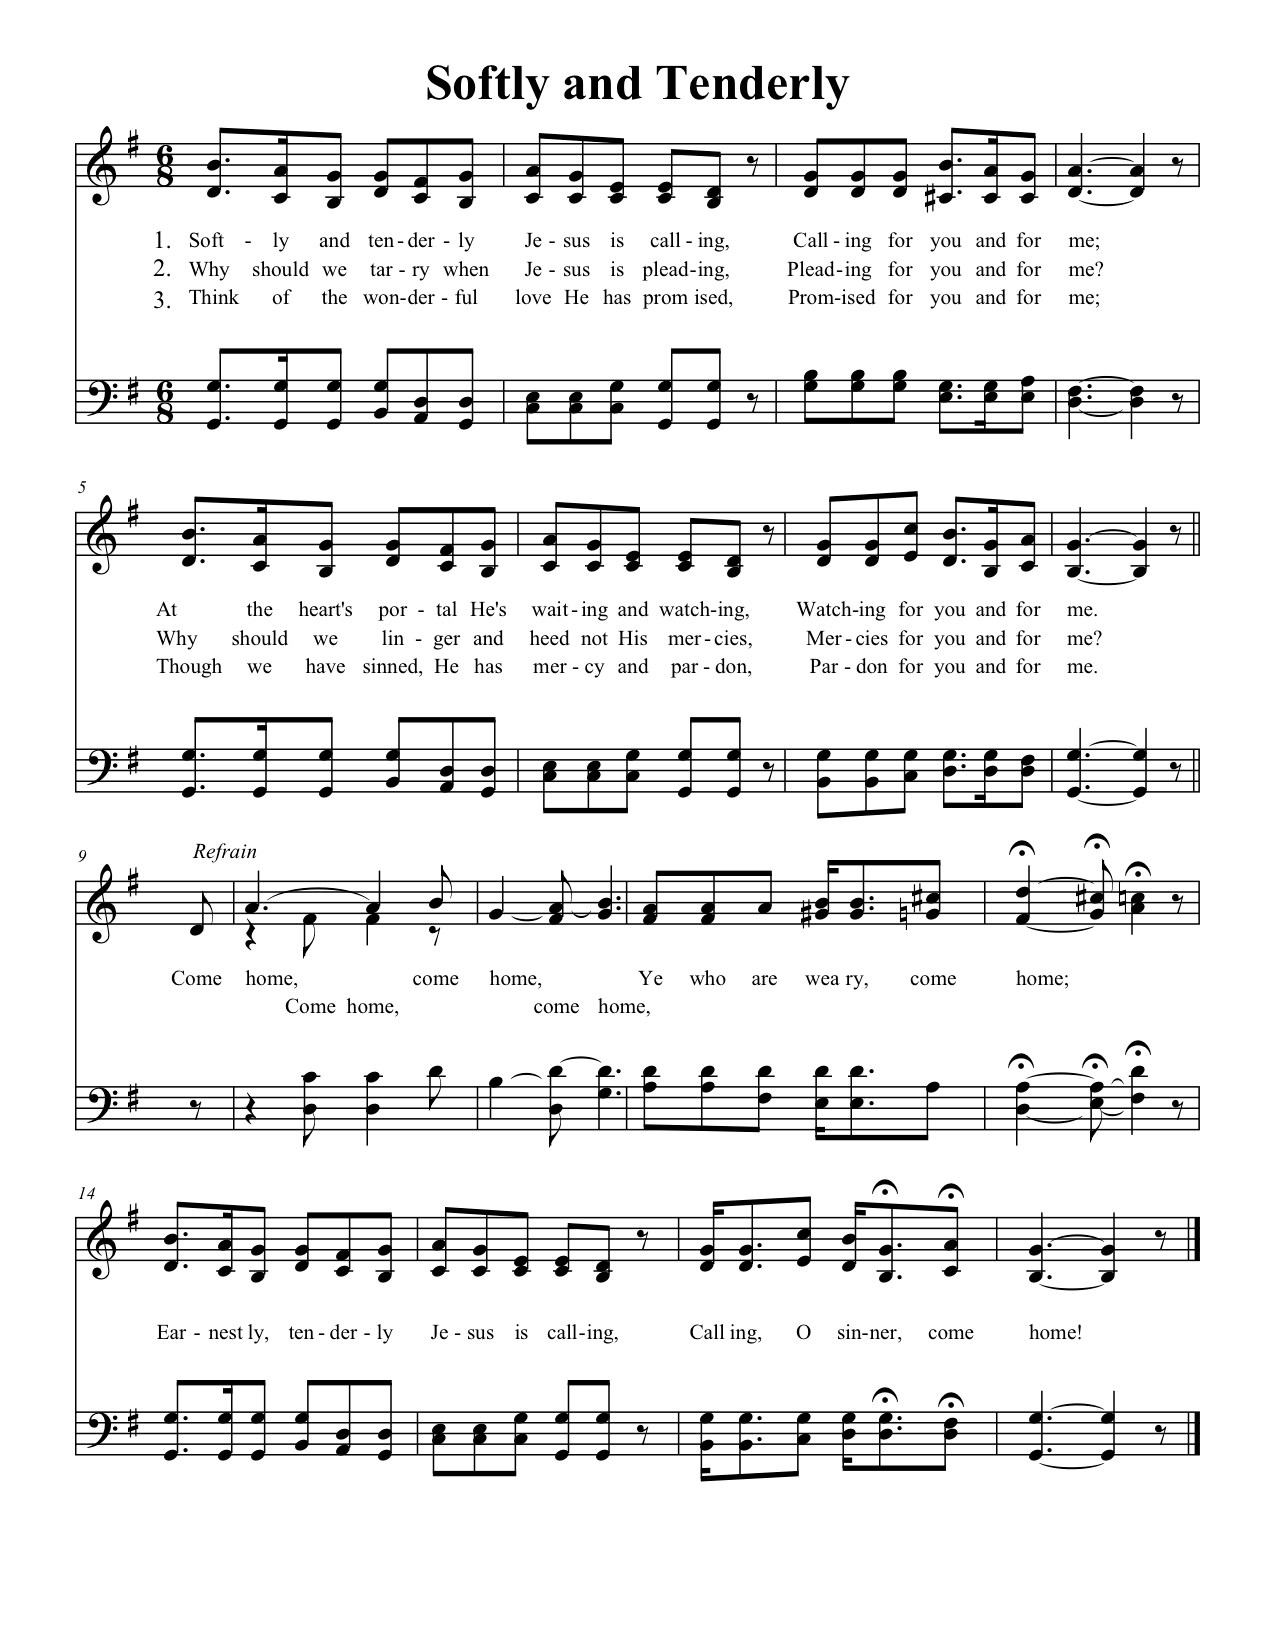 Softly and Tenderly
1. Soft - ly and ten - der - ly Je - sus is call - ing, Call - ing for you and for me;
2. Why should we tar - ry when Je - sus is plead - ing, Plead - ing for you and for me?
3. Think of the won - der - ful love He has prom ised, Prom - ised for you and for me;
5
At the heart's por - tal He's wait - ing and watch - ing, Watch - ing for you and for me.
Why should we lin - ger and heed not His mer - cies, Mer - cies for you and for me?
Though we have sinned, He has mer - cy and par - don, Par - don for you and for me.
9 Refrain
Come home, come home, Ye who are wea ry, come home;
Come home, come home,
14
Ear - nest ly, ten - der - ly Je - sus is call - ing, Call ing, O sin - ner, come home!